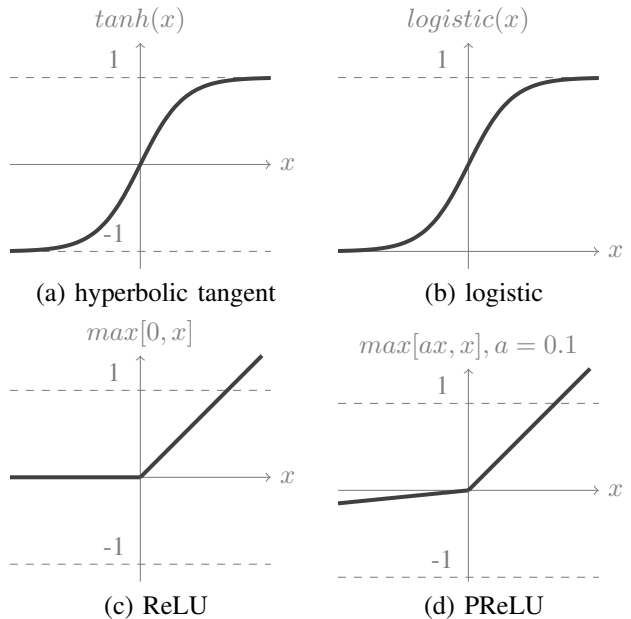 tanh(x)
1
x
-1
(a) hyperbolic tangent
logistic(x)
1
x
(b) logistic
max[0, x]
1
x
-1
(c) ReLU
max[ax, x], a = 0.1
1
x
-1
(d) PReLU